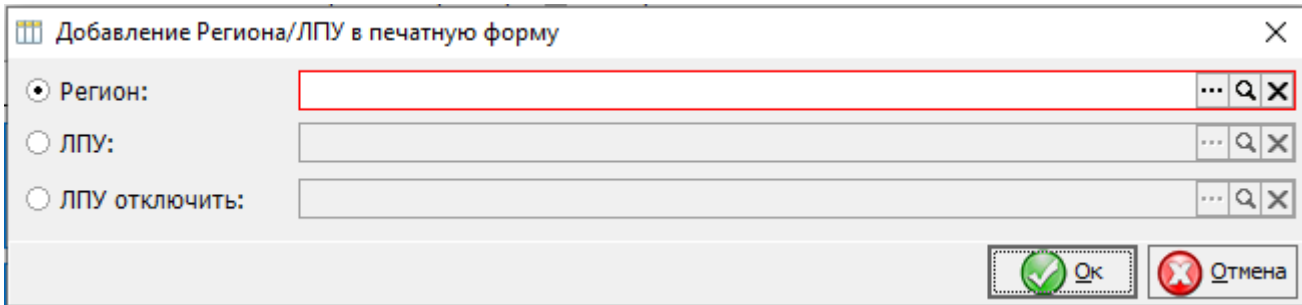 Добавление Региона/ЛПУ в печатную форму
Регион:
ЛПУ:
ЛПУ отключить:
Ок Отмена